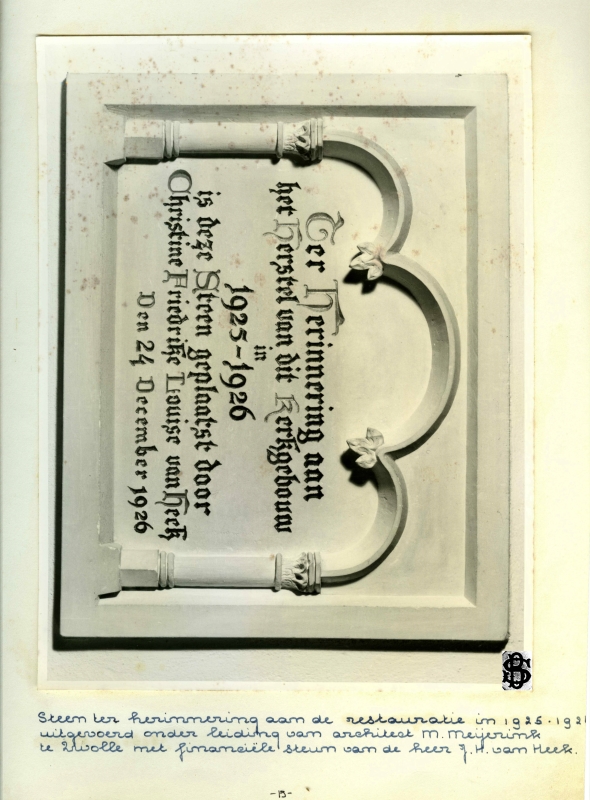 Ter Herinnering aan
het Herstel van dit Kerkgebouw
in
1925-1926
is deze Steen geplaatst door
Christine Friedrike Louise van Heek
Den 24 December 1926
Steen ter herinnering aan de restauratie in 1925-192
uitgevoerd onder leiding van architect M. Meijerink
te Zwolle met financiële steun van de heer J.H. van Heek.
-13-